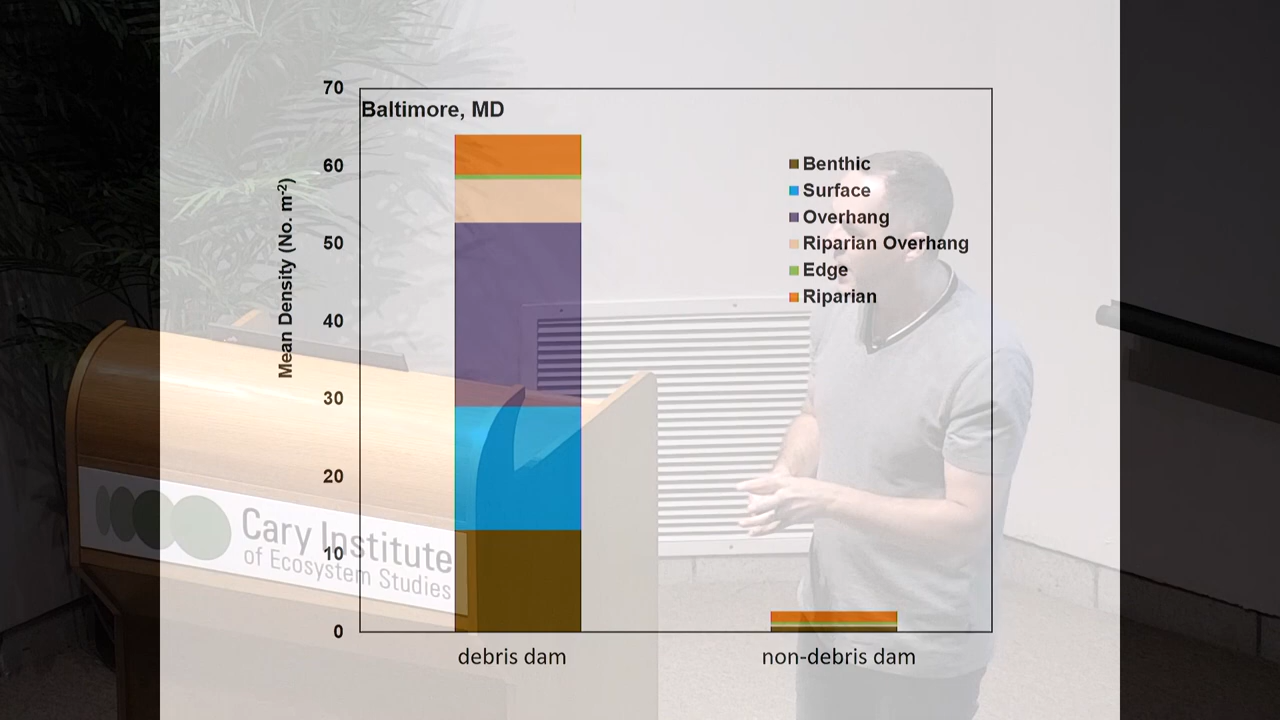 70
60
50
40
30
20
10
0
Mean Density (No. m-2)
Baltimore, MD
Benthic
Surface
Overhang
Riparian Overhang
Edge
Riparian
debris dam
non-debris dam
Cary Institute
of Ecosystem Studies